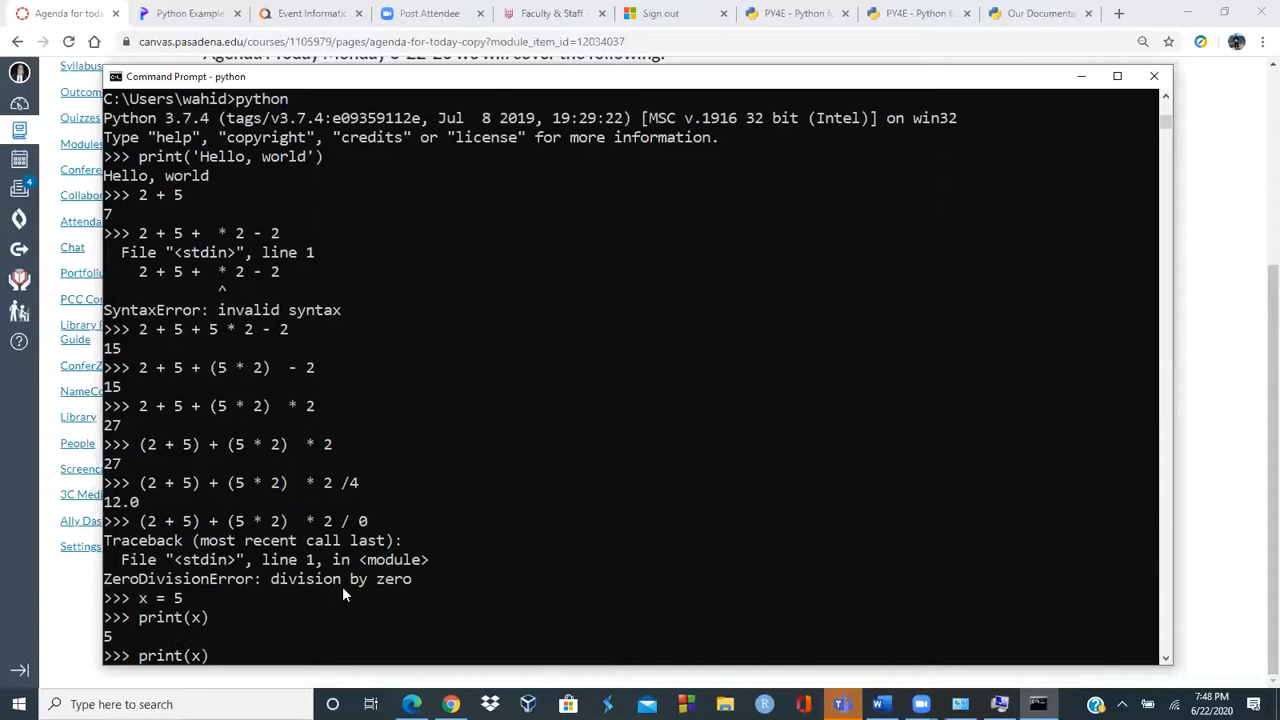 Agenda for today
Python Example
Event Informatic
Post Attendee
Faculty & Staff
Sign out
PY4E - Python fo
PY4E - Python fo
Our Documenta
canvas.pasadena.edu/courses/1105979/pages/agenda-for-today-copy?module_item_id=12034037
Syllabus
Outcom
Quizzes
Modules
Confere
Collabor
Attenda
Chat
Portfoli
PCC Con
Library R
Guide
ConferZ
NameCo
Library
People
Screenc
3C Medi
Ally Das
Settings
4
Command Prompt - python
C:\Users\wahid>python
Python 3.7.4 (tags/v3.7.4:e09359112e, Jul  8 2019, 19:29:22) [MSC v.1916 32 bit (Intel)] on win32
Type "help", "copyright", "credits" or "license" for more information.
>>> print('Hello, world')
Hello, world
>>> 2 + 5
7
>>> 2 + 5 +  * 2 - 2
  File "<stdin>", line 1
    2 + 5 +  * 2 - 2
             ^
SyntaxError: invalid syntax
>>> 2 + 5 + 5 * 2 - 2
15
>>> 2 + 5 + (5 * 2)  - 2
15
>>> 2 + 5 + (5 * 2)  * 2
27
>>> (2 + 5) + (5 * 2)  * 2
27
>>> (2 + 5) + (5 * 2)  * 2 /4
12.0
>>> (2 + 5) + (5 * 2)  * 2 / 0
Traceback (most recent call last):
  File "<stdin>", line 1, in <module>
ZeroDivisionError: division by zero
>>> x = 5
>>> print(x)
5
>>> print(x)
Type here to search
7:48 PM
6/22/2020